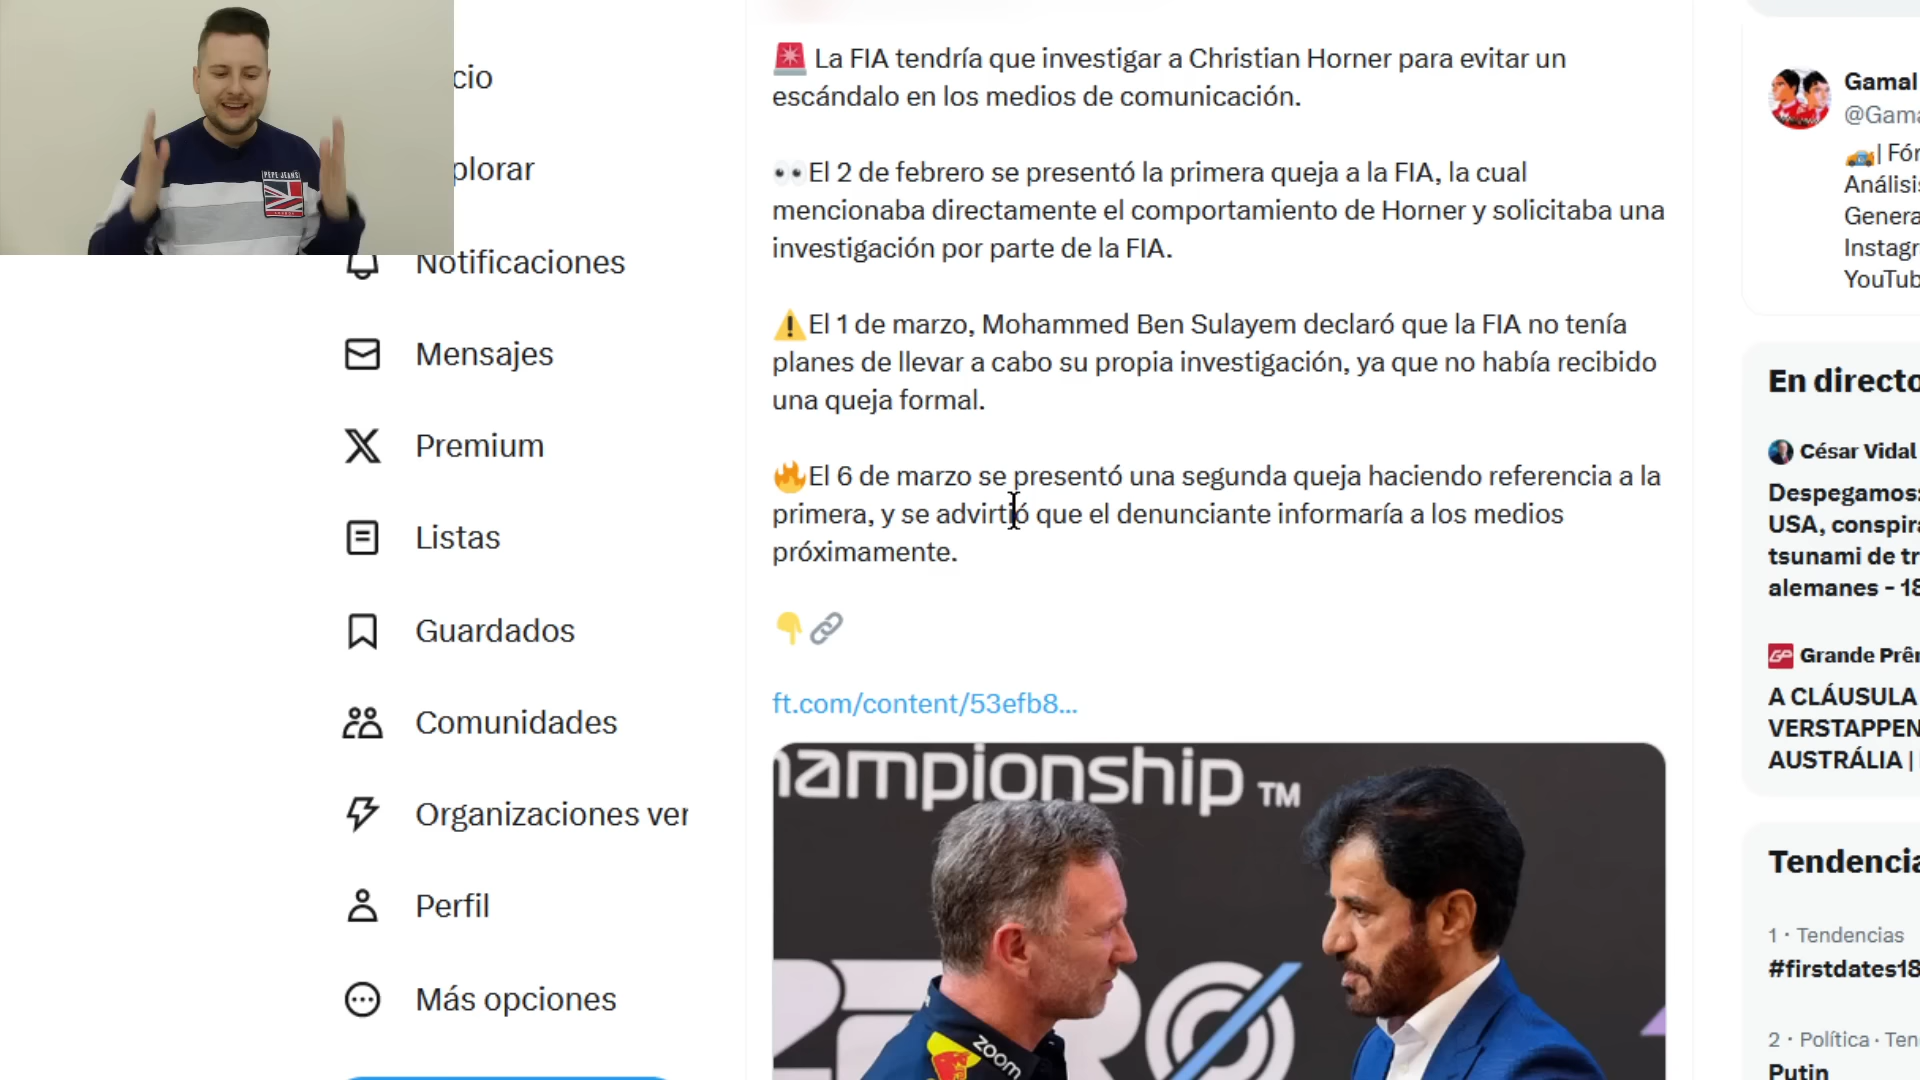 PEPE JEANS
cio
plorar
Notificaciones
Mensajes
Premium
Listas
Guardados
Comunidades
Organizaciones ver
Perfil
Más opciones
🚨 La FIA tendría que investigar a Christian Horner para evitar un
escándalo en los medios de comunicación.
👀El 2 de febrero se presentó la primera queja a la FIA, la cual
mencionaba directamente el comportamiento de Horner y solicitaba una
investigación por parte de la FIA.
⚠️El 1 de marzo, Mohammed Ben Sulayem declaró que la FIA no tenía
planes de llevar a cabo su propia investigación, ya que no había recibido
una queja formal.
🔥El 6 de marzo se presentó una segunda queja haciendo referencia a la
primera, y se advirtió que el denunciante informaría a los medios
próximamente.
👇🔗
ft.com/content/53efb8...
hampionship TM
ZERO
zoom
Gamal
@Gama
🏎️| Fór
Análisis
Genera
Instagr
YouTub
En directo
César Vidal
Despegamos:
USA, conspira
tsunami de tr
alemanes - 18
GP Grande Prêm
A CLÁUSULA
VERSTAPPEN
AUSTRÁLIA |
Tendencia
1 · Tendencias
#firstdates18
2 · Política · Ten
Putin